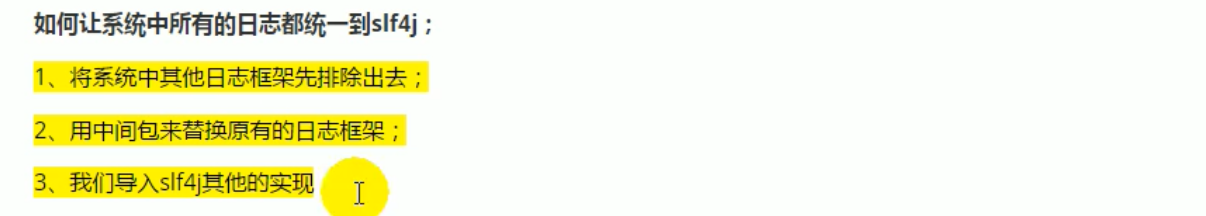 如何让系统中所有的日志都统一到slf4j；
1、将系统中其他日志框架先排除出去；
2、用中间包来替换原有的日志框架；
3、我们导入slf4j其他的实现